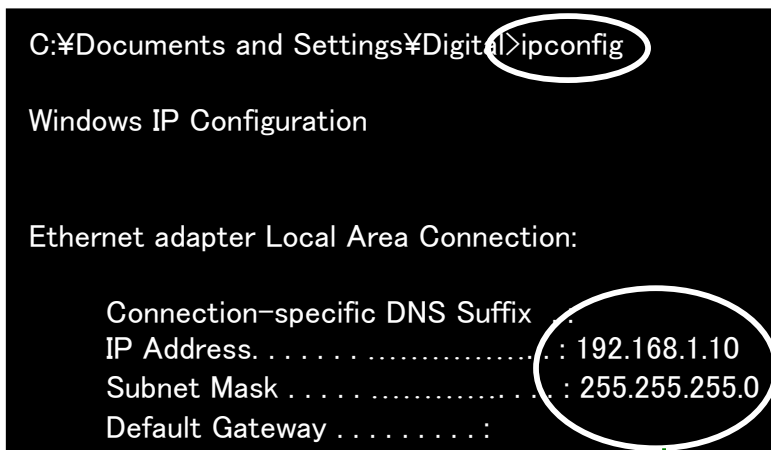 C:¥Documents and Settings¥Digital>ipconfig
Windows IP Configuration
Ethernet adapter Local Area Connection:
Connection-specific DNS Suffix . :
IP Address. . . . . . . ..................... . : 192.168.1.10
Subnet Mask . . . . . ............... . . . : 255.255.255.0
Default Gateway . . . . . . . . . :